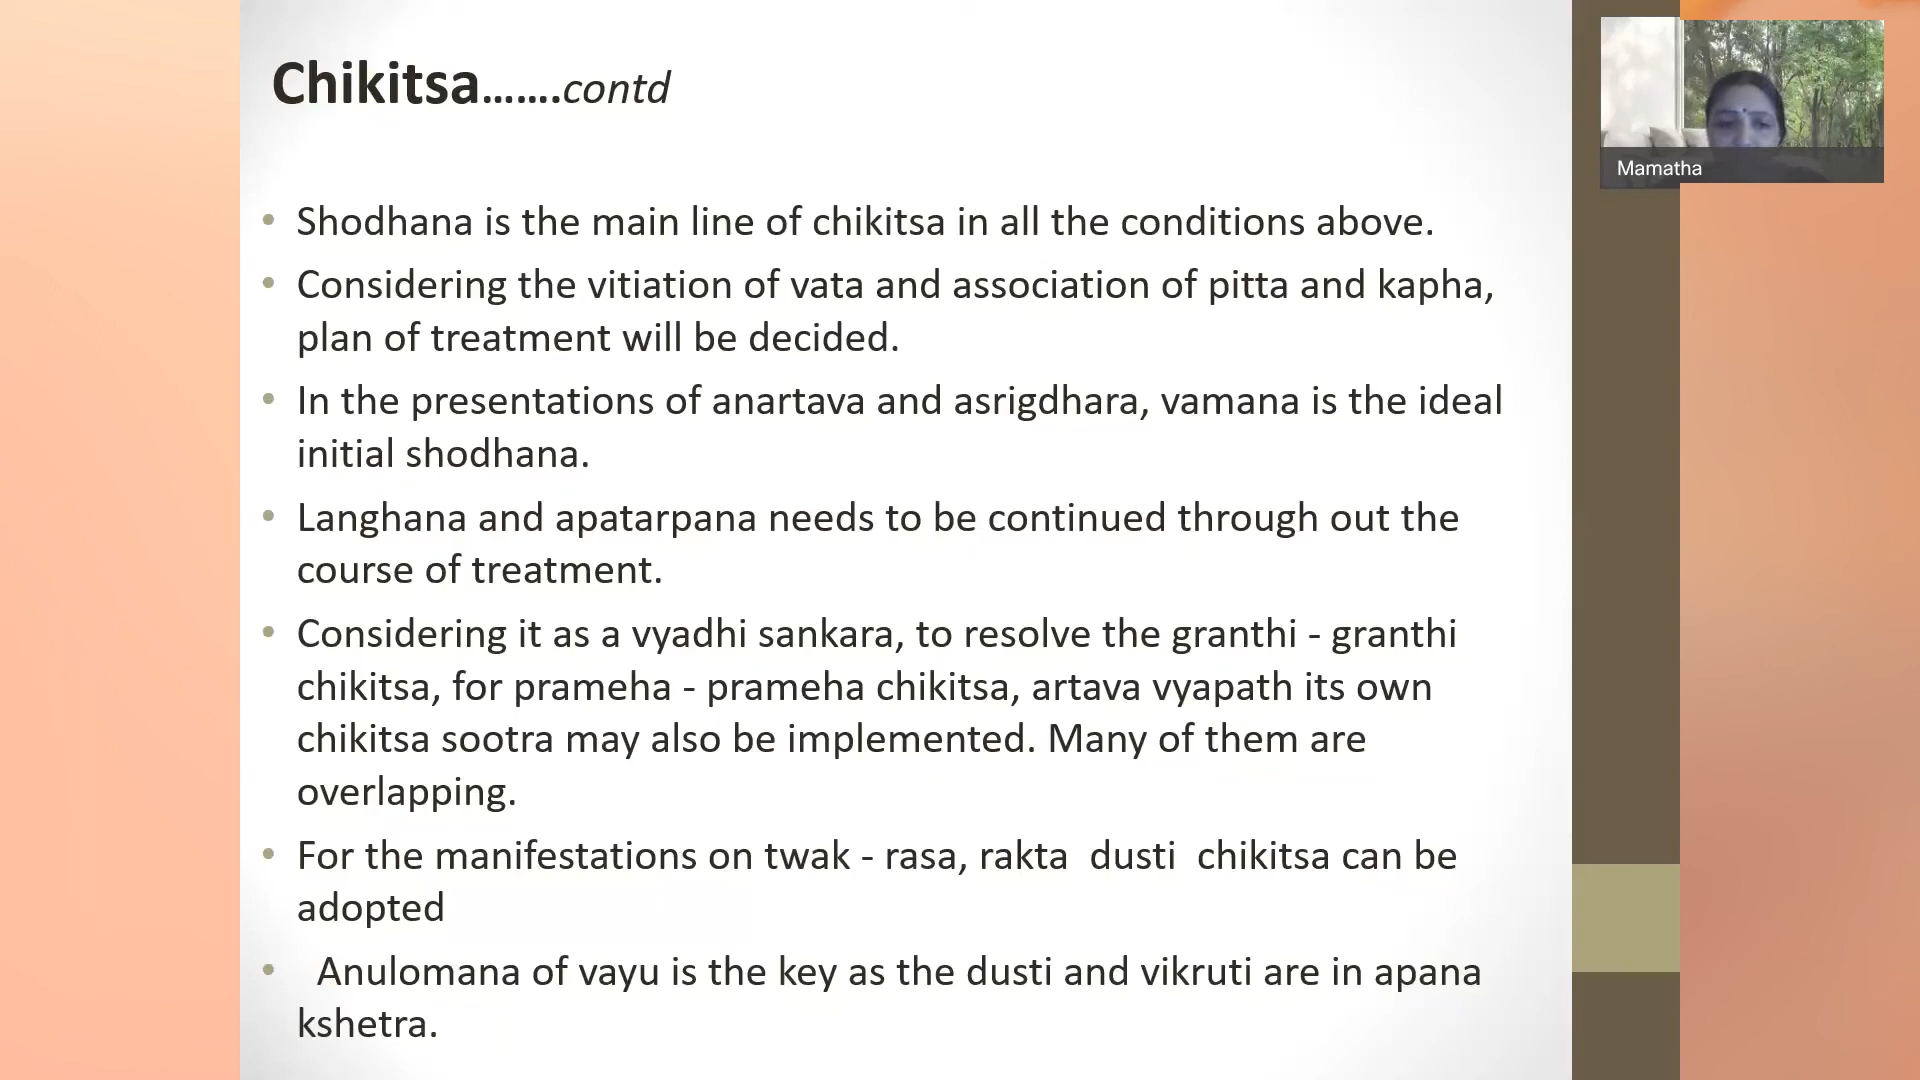 Chikitsa…….contd
Mamatha
• Shodhana is the main line of chikitsa in all the conditions above.
• Considering the vitiation of vata and association of pitta and kapha,
plan of treatment will be decided.
• In the presentations of anartava and asrigdhara, vamana is the ideal
initial shodhana.
• Langhana and apatarpana needs to be continued through out the
course of treatment.
• Considering it as a vyadhi sankara, to resolve the granthi - granthi
chikitsa, for prameha - prameha chikitsa, artava vyapath its own
chikitsa sootra may also be implemented. Many of them are
overlapping.
• For the manifestations on twak - rasa, rakta  dusti  chikitsa can be
adopted
•  Anulomana of vayu is the key as the dusti and vikruti are in apana
kshetra.